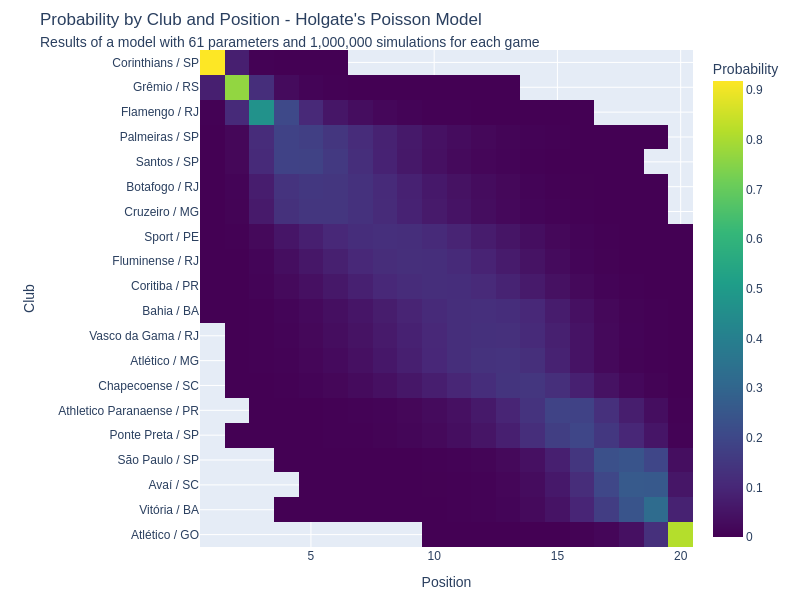 Probability by Club and Position - Holgate's Poisson Model
Results of a model with 61 parameters and 1,000,000 simulations for each game
Probability
Corinthians / SP
Grêmio / RS
Flamengo / RJ
Palmeiras / SP
Santos / SP
Botafogo / RJ
Cruzeiro / MG
Sport / PE
Fluminense / RJ
Coritiba / PR
Bahia / BA
Vasco da Gama / RJ
Atlético / MG
Chapecoense / SC
Athletico Paranaense / PR
Ponte Preta / SP
São Paulo / SP
Avaí / SC
Vitória / BA
Atlético / GO
Club
5
10
15
20
Position
0.9
0.8
0.7
0.6
0.5
0.4
0.3
0.2
0.1
0